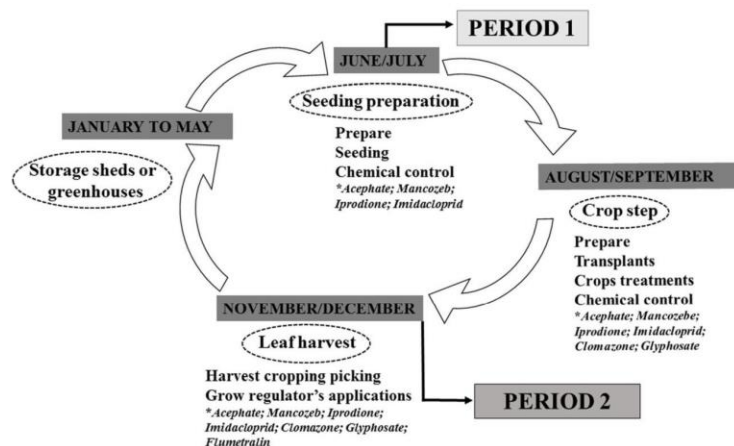 PERIOD 1
JUNE/JULY
Seeding preparation
Prepare
Seeding
Chemical control
*Acephate; Mancozeb;
Iprodione; Imidacloprid
AUGUST/SEPTEMBER
Crop step
Prepare
Transplants
Crops treatments
Chemical control
*Acephate; Mancozebe;
Iprodione; Imidacloprid;
Clomazone; Glyphosate
NOVEMBER/DECEMBER
Leaf harvest
Harvest cropping picking
Grow regulator's applications
*Acephate; Mancozeb; Iprodione;
Imidacloprid; Clomazone; Glyphosate;
Flumetralin
PERIOD 2
JANUARY TO MAY
Storage sheds or
greenhouses